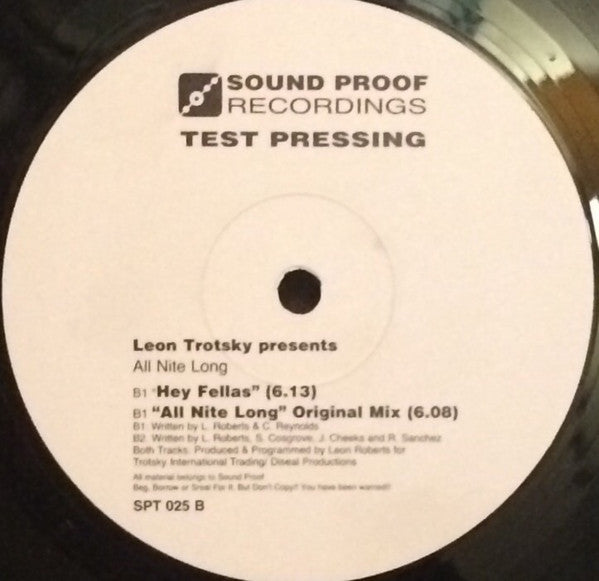 SOUND PROOF
RECORDINGS
TEST PRESSING
Leon Trotsky presents
All Nite Long
B1 "Hey Fellas" (6.13)
B1 "All Nite Long" Original Mix (6.08)
B1. Written by L. Roberts & C. Reynolds
B2. Written by L. Roberts, S. Cosgrove, J. Cheeks and R. Sanchez
Both Tracks. Produced & Programmed by Leon Roberts for
Trotsky International Trading/ Diseal Productions
All material belongs to Sound Proof
Beg, Borrow or Steal For It. But Don't Copy!! You have been warned!!
SPT 025 B